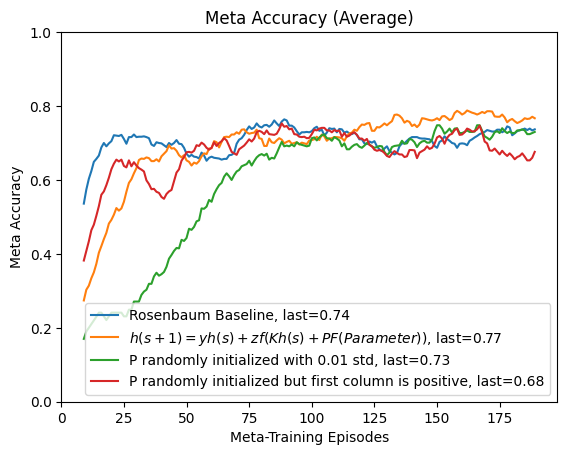 Meta Accuracy (Average)
1.0
0.8
0.6
0.4
0.2
0.0
Meta Accuracy
Rosenbaum Baseline, last=0.74
h(s + 1) = yh(s) + zf(Kh(s) + PF(Parameter)), last=0.77
P randomly initialized with 0.01 std, last=0.73
P randomly initialized but first column is positive, last=0.68
0 25 50 75 100 125 150 175
Meta-Training Episodes